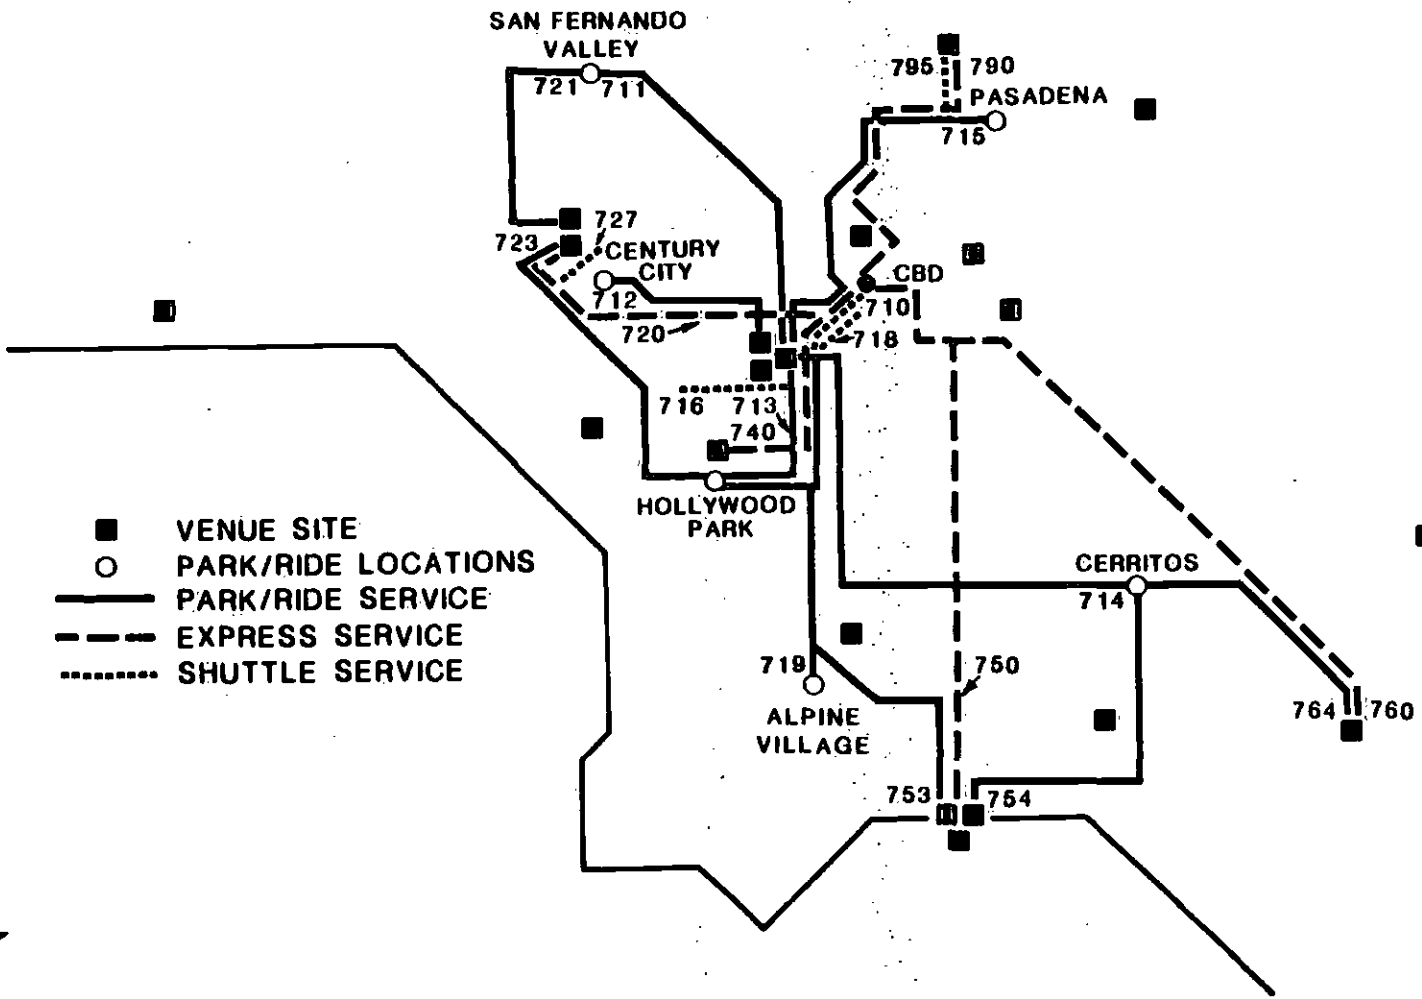 SAN FERNANDO
VALLEY
721 711
795 790
PASADENA
715
727
723
CENTURY
CITY
CBD
712
710
720
718
716 713
740
HOLLYWOOD
PARK
VENUE SITE
PARK/RIDE LOCATIONS
PARK/RIDE SERVICE
EXPRESS SERVICE
SHUTTLE SERVICE
CERRITOS
714
719
750
ALPINE
VILLAGE
764 760
753 754